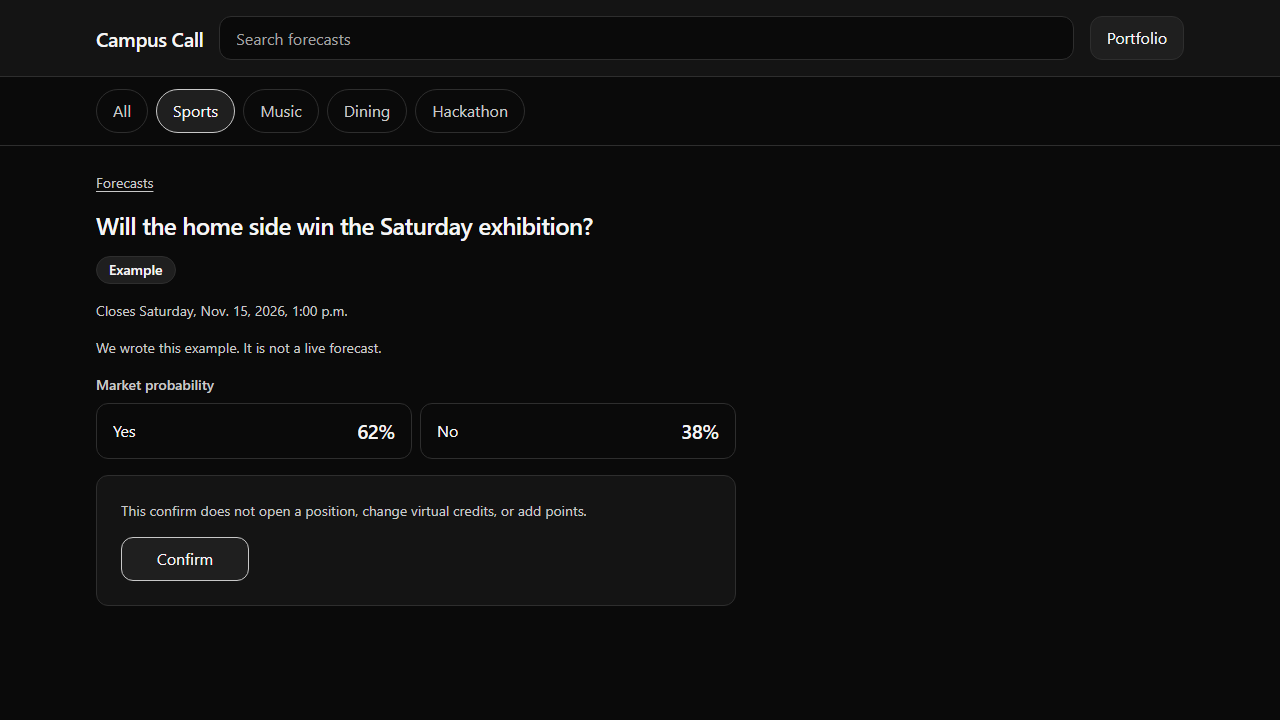 Campus Call
Search forecasts
Portfolio
All
Sports
Music
Dining
Hackathon
Forecasts
Will the home side win the Saturday exhibition?
Example
Closes Saturday, Nov. 15, 2026, 1:00 p.m.
We wrote this example. It is not a live forecast.
Market probability
Yes 62%
No 38%
This confirm does not open a position, change virtual credits, or add points.
Confirm